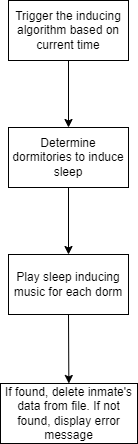 Trigger the inducing
algorithm based on
current time
Determine
dormitories to induce
sleep
Play sleep inducing
music for each dorm
If found, delete inmate's
data from file. If not
found, display error
message